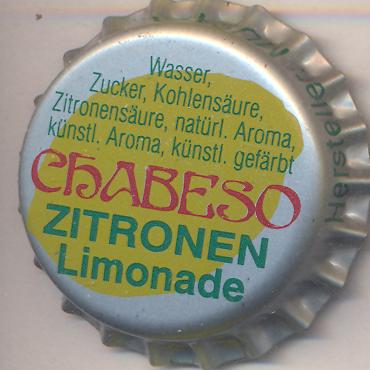 Wasser,
Zucker, Kohlensäure,
Zitronensäure, natürl. Aroma,
künstl. Aroma, künstl. gefärbt
CHABESO
ZITRONEN
Limonade
Hersteller